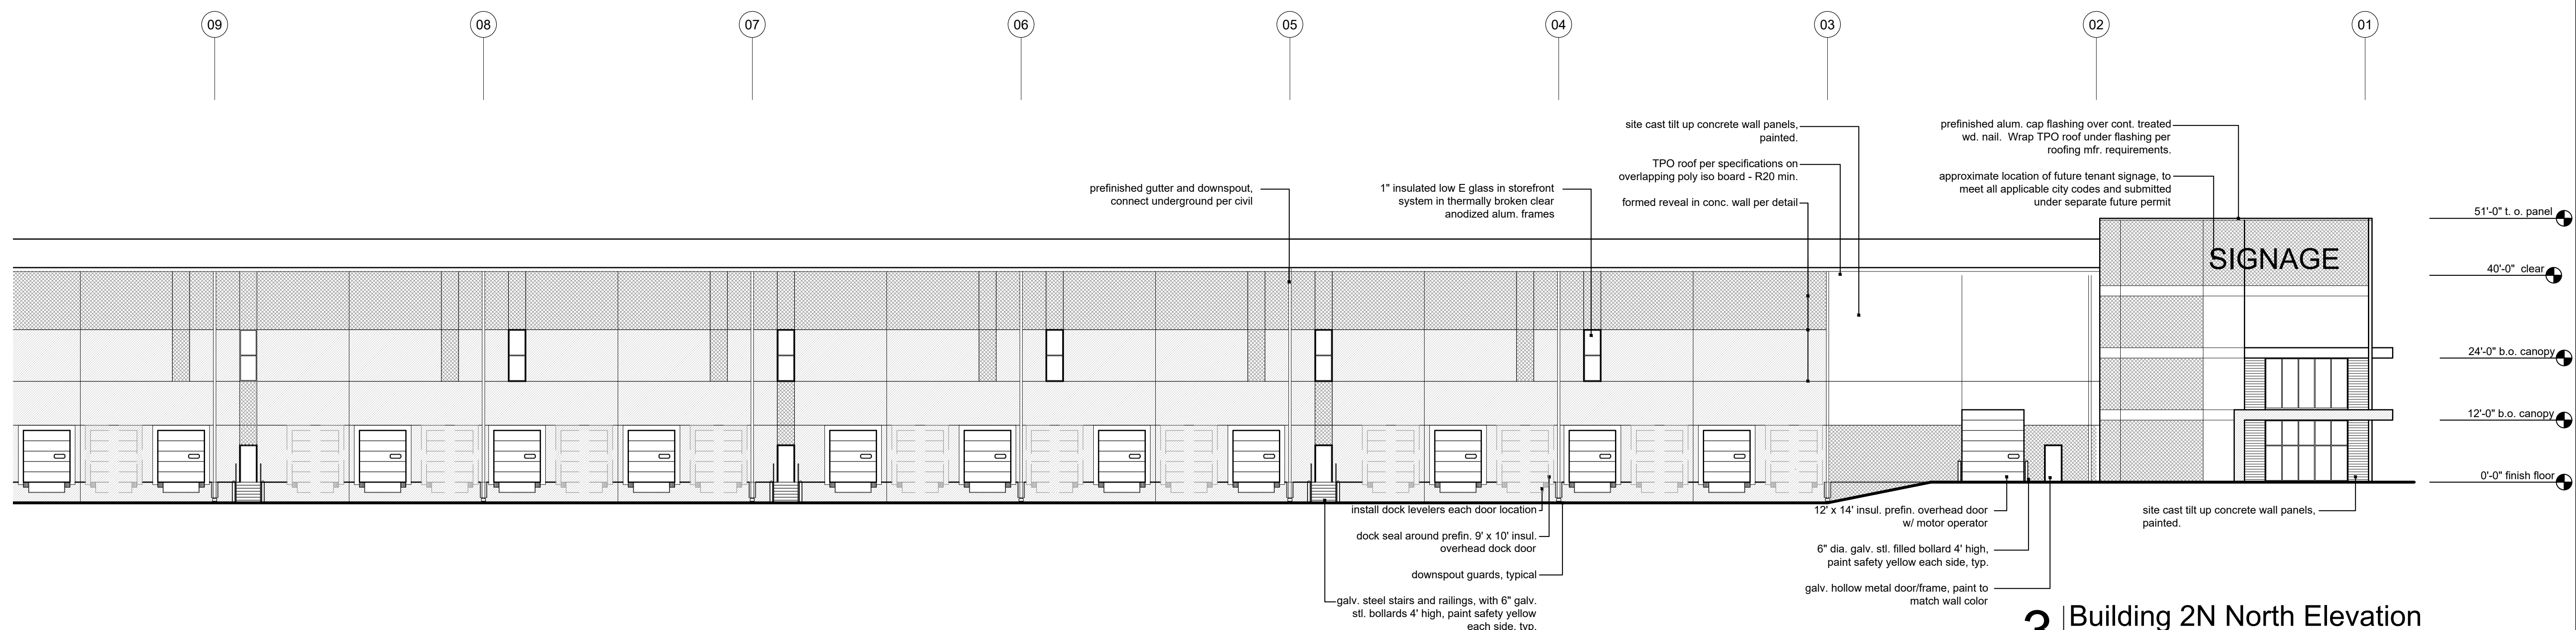 09
08
07
06
05
04
03
02
01
site cast tilt up concrete wall panels,
painted.
TPO roof per specifications on
overlapping poly iso board - R20 min.
formed reveal in conc. wall per detail
prefinished alum. cap flashing over cont. treated
wd. nail.  Wrap TPO roof under flashing per
roofing mfr. requirements.
approximate location of future tenant signage, to
meet all applicable city codes and submitted
under separate future permit
prefinished gutter and downspout,
connect underground per civil
1" insulated low E glass in storefront
system in thermally broken clear
anodized alum. frames
51'-0" t. o. panel
SIGNAGE
40'-0"  clear
24'-0" b.o. canopy
12'-0" b.o. canopy
0'-0" finish floor
install dock levelers each door location
dock seal around prefin. 9' x 10' insul.
overhead dock door
downspout guards, typical
galv. steel stairs and railings, with 6" galv.
stl. bollards 4' high, paint safety yellow
each side, typ.
12' x 14' insul. prefin. overhead door
w/ motor operator
6" dia. galv. stl. filled bollard 4' high,
paint safety yellow each side, typ.
galv. hollow metal door/frame, paint to
match wall color
site cast tilt up concrete wall panels,
painted.
3
Building 2N North Elevation